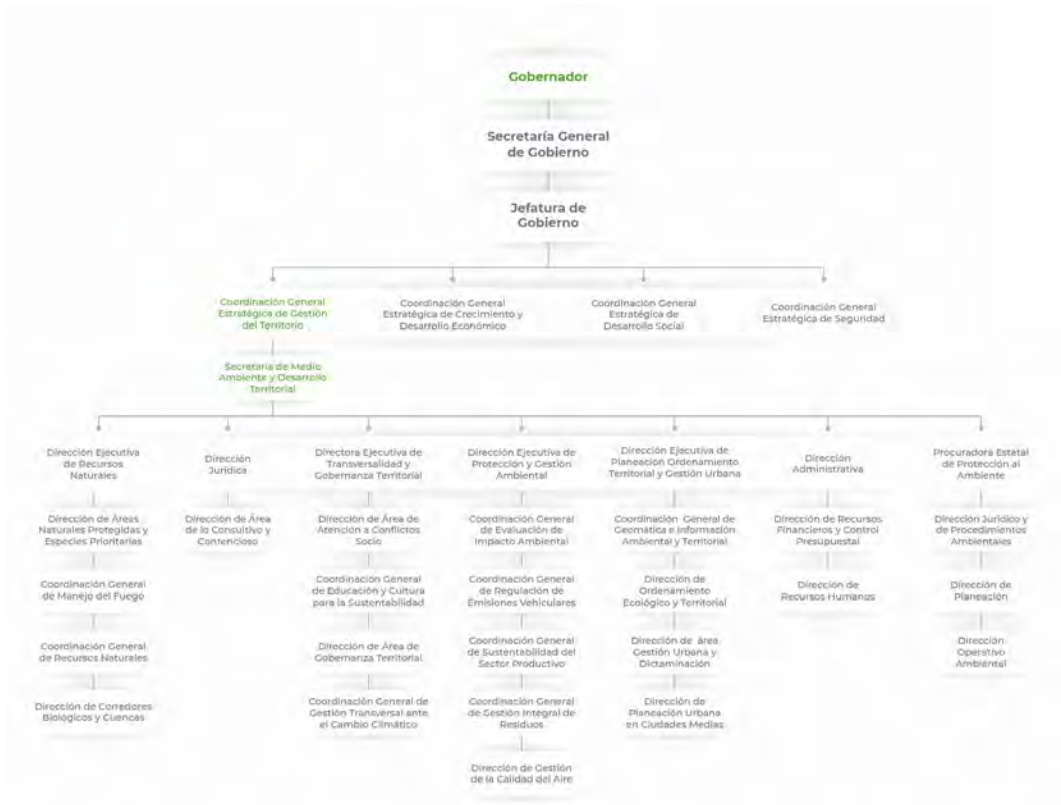 Gobernador
Secretaría General
de Gobierno
Jefatura de
Gobierno
Coordinación General
Estratégica de Gestión
del Territorio
Coordinación General
Estratégica de Crecimiento y
Desarrollo Económico
Coordinación General
Estratégica de
Desarrollo Social
Coordinación General
Estratégica de Seguridad
Secretaría de Medio
Ambiente y Desarrollo
Territorial
Dirección Ejecutiva
de Recursos
Naturales
Dirección
Jurídica
Directora Ejecutiva de
Transversalidad y
Gobernanza Territorial
Dirección Ejecutiva de
Protección y Gestión
Ambiental
Dirección Ejecutiva de
Planeación Ordenamiento
Territorial y Gestión Urbana
Dirección
Administrativa
Procuradora Estatal
de Protección al
Ambiente
Dirección de Áreas
Naturales Protegidas y
Especies Prioritarias
Dirección de Área
de lo Consultivo y
Contencioso
Dirección de Área de
Atención a Conflictos
Socio
Coordinación General
de Evaluación de
Impacto Ambiental
Coordinación General de
Geomática e Información
Ambiental y Territorial
Dirección de Recursos
Financieros y Control
Presupuestal
Dirección Jurídico y
de Procedimientos
Ambientales
Coordinación General
de Manejo del Fuego
Coordinación General
de Educación y Cultura
para la Sustentabilidad
Coordinación General
de Regulación de
Emisiones Vehiculares
Dirección de
Ordenamiento
Ecológico y Territorial
Dirección de
Recursos Humanos
Dirección de
Planeación
Coordinación General
de Recursos Naturales
Dirección de Área de
Gobernanza Territorial
Coordinación General
de Sustentabilidad del
Sector Productivo
Dirección de área
Gestión Urbana y
Dictaminación
Dirección
Operativo
Ambiental
Dirección de Corredores
Biológicos y Cuencas
Coordinación General de
Gestión Transversal ante
el Cambio Climático
Coordinación General
de Gestión Integral de
Residuos
Dirección de
Planeación Urbana
en Ciudades Medias
Dirección de Gestión
de la Calidad del Aire